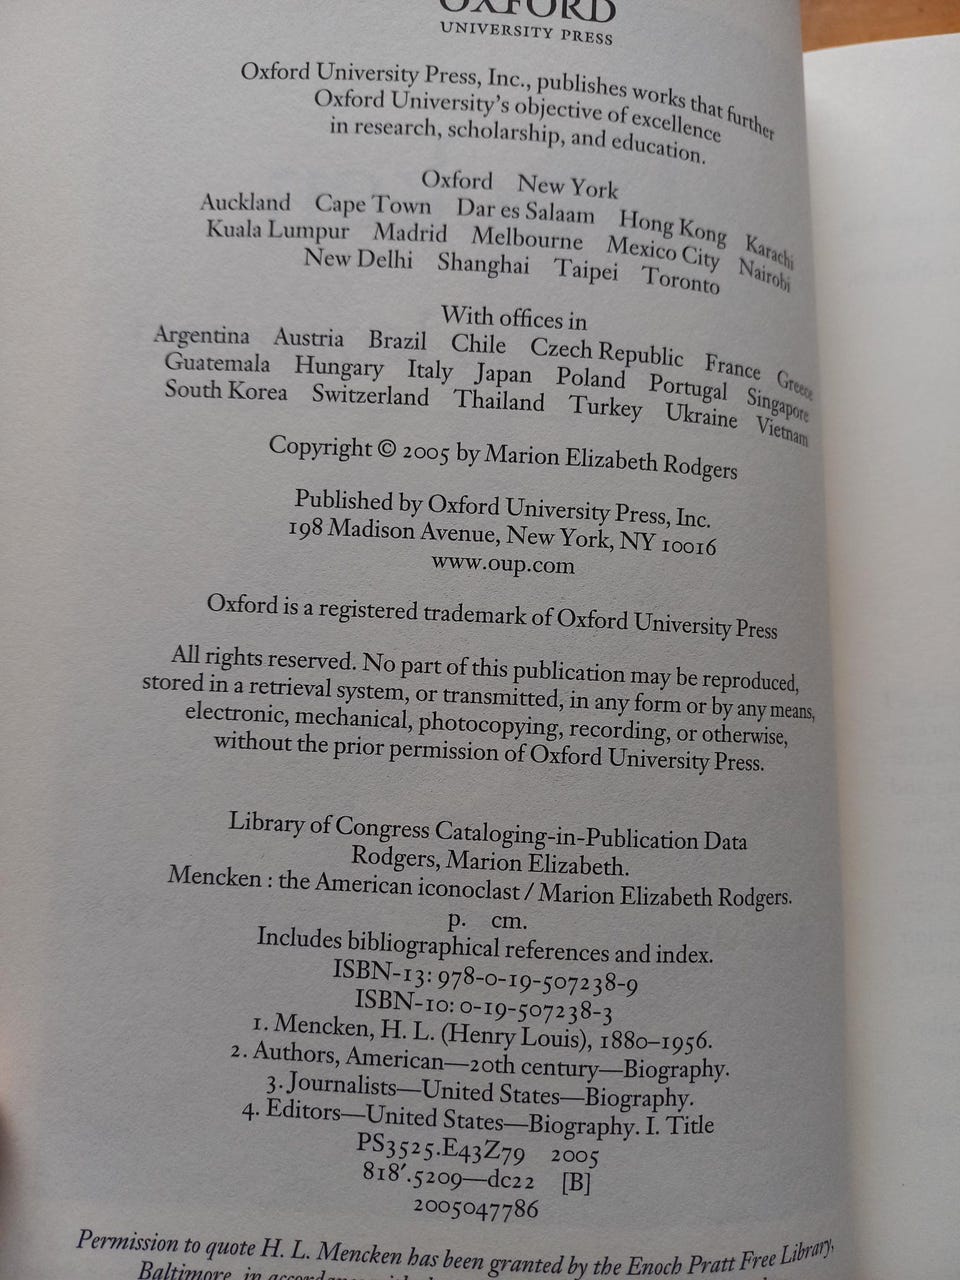 OXFORD
UNIVERSITY PRESS
Oxford University Press, Inc., publishes works that further
Oxford University's objective of excellence
in research, scholarship, and education.
Oxford New York
Auckland Cape Town Dar es Salaam Hong Kong Karachi
Kuala Lumpur Madrid Melbourne Mexico City Nairobi
New Delhi Shanghai Taipei Toronto
With offices in
Argentina Austria Brazil Chile Czech Republic France Greece
Guatemala Hungary Italy Japan Poland Portugal Singapore
South Korea Switzerland Thailand Turkey Ukraine Vietnam
Copyright © 2005 by Marion Elizabeth Rodgers
Published by Oxford University Press, Inc.
198 Madison Avenue, New York, NY 10016
www.oup.com
Oxford is a registered trademark of Oxford University Press
All rights reserved. No part of this publication may be reproduced,
stored in a retrieval system, or transmitted, in any form or by any means,
electronic, mechanical, photocopying, recording, or otherwise,
without the prior permission of Oxford University Press.
Library of Congress Cataloging-in-Publication Data
Rodgers, Marion Elizabeth.
Mencken : the American iconoclast / Marion Elizabeth Rodgers.
p. cm.
Includes bibliographical references and index.
ISBN-13: 978-0-19-507238-9
ISBN-10: 0-19-507238-3
1. Mencken, H. L. (Henry Louis), 1880–1956.
2. Authors, American—20th century—Biography.
3. Journalists—United States—Biography.
4. Editors—United States—Biography. I. Title
PS3525.E43Z79 2005
818'.5209—dc22 [B]
2005047786
Permission to quote H. L. Mencken has been granted by the Enoch Pratt Free Library,
Baltimore, in